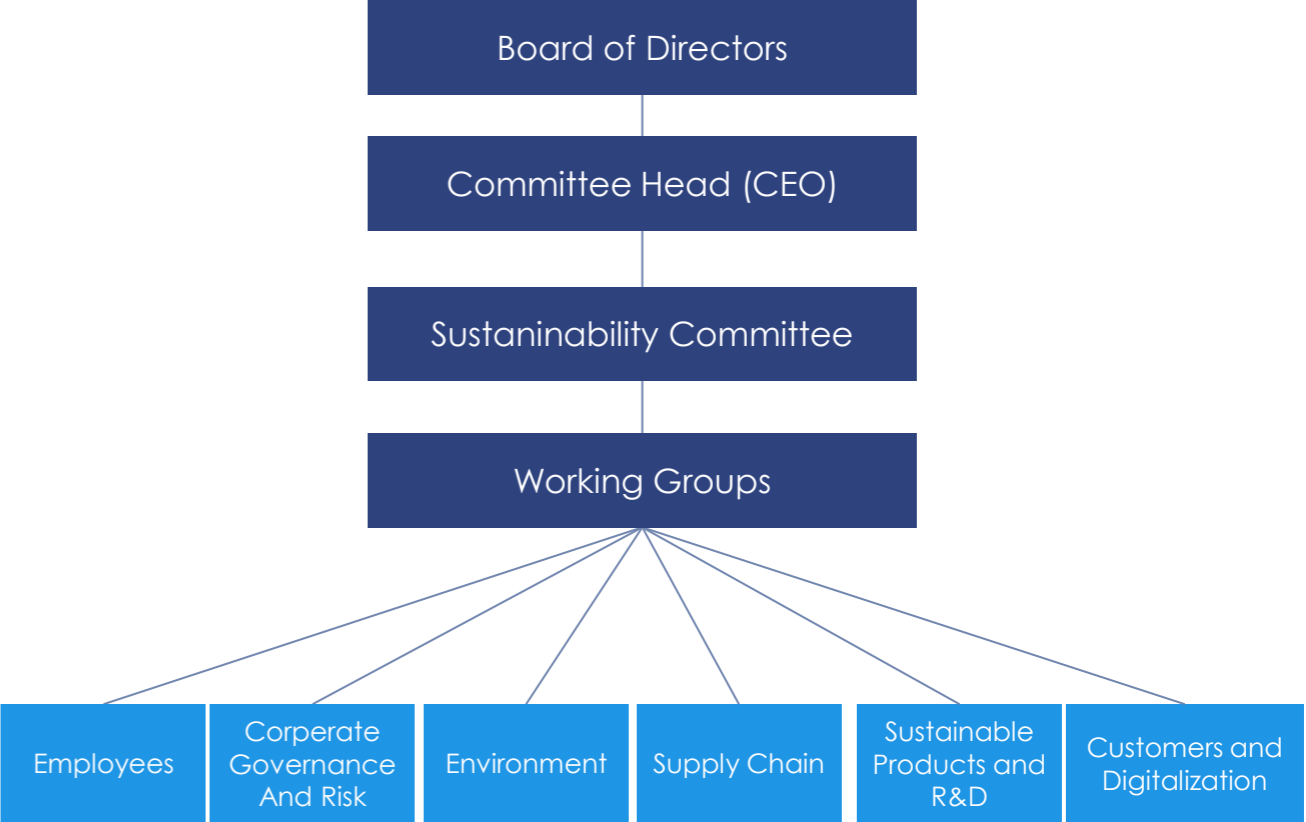 Board of Directors
Committee Head (CEO)
Sustaninability Committee
Working Groups
Employees
Corperate
Governance
And Risk
Environment
Supply Chain
Sustainable
Products and
R&D
Customers and
Digitalization